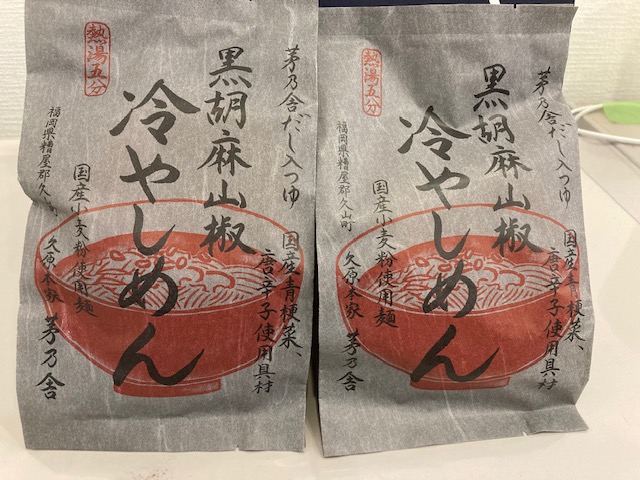 茅乃舎だし入つゆ
黒胡麻山椒
冷やしめん
熱湯五分
国産青梗菜、
唐辛子使用具材
国産小麦粉使用麺
福岡県糟屋郡久山町
久原本家
茅乃舎
茅乃舎だし入つゆ
黒胡麻山椒
冷やしめん
熱湯五分
国産青梗菜、
唐辛子使用具材
国産小麦粉使用麺
福岡県糟屋郡久山町
久原本家
茅乃舎